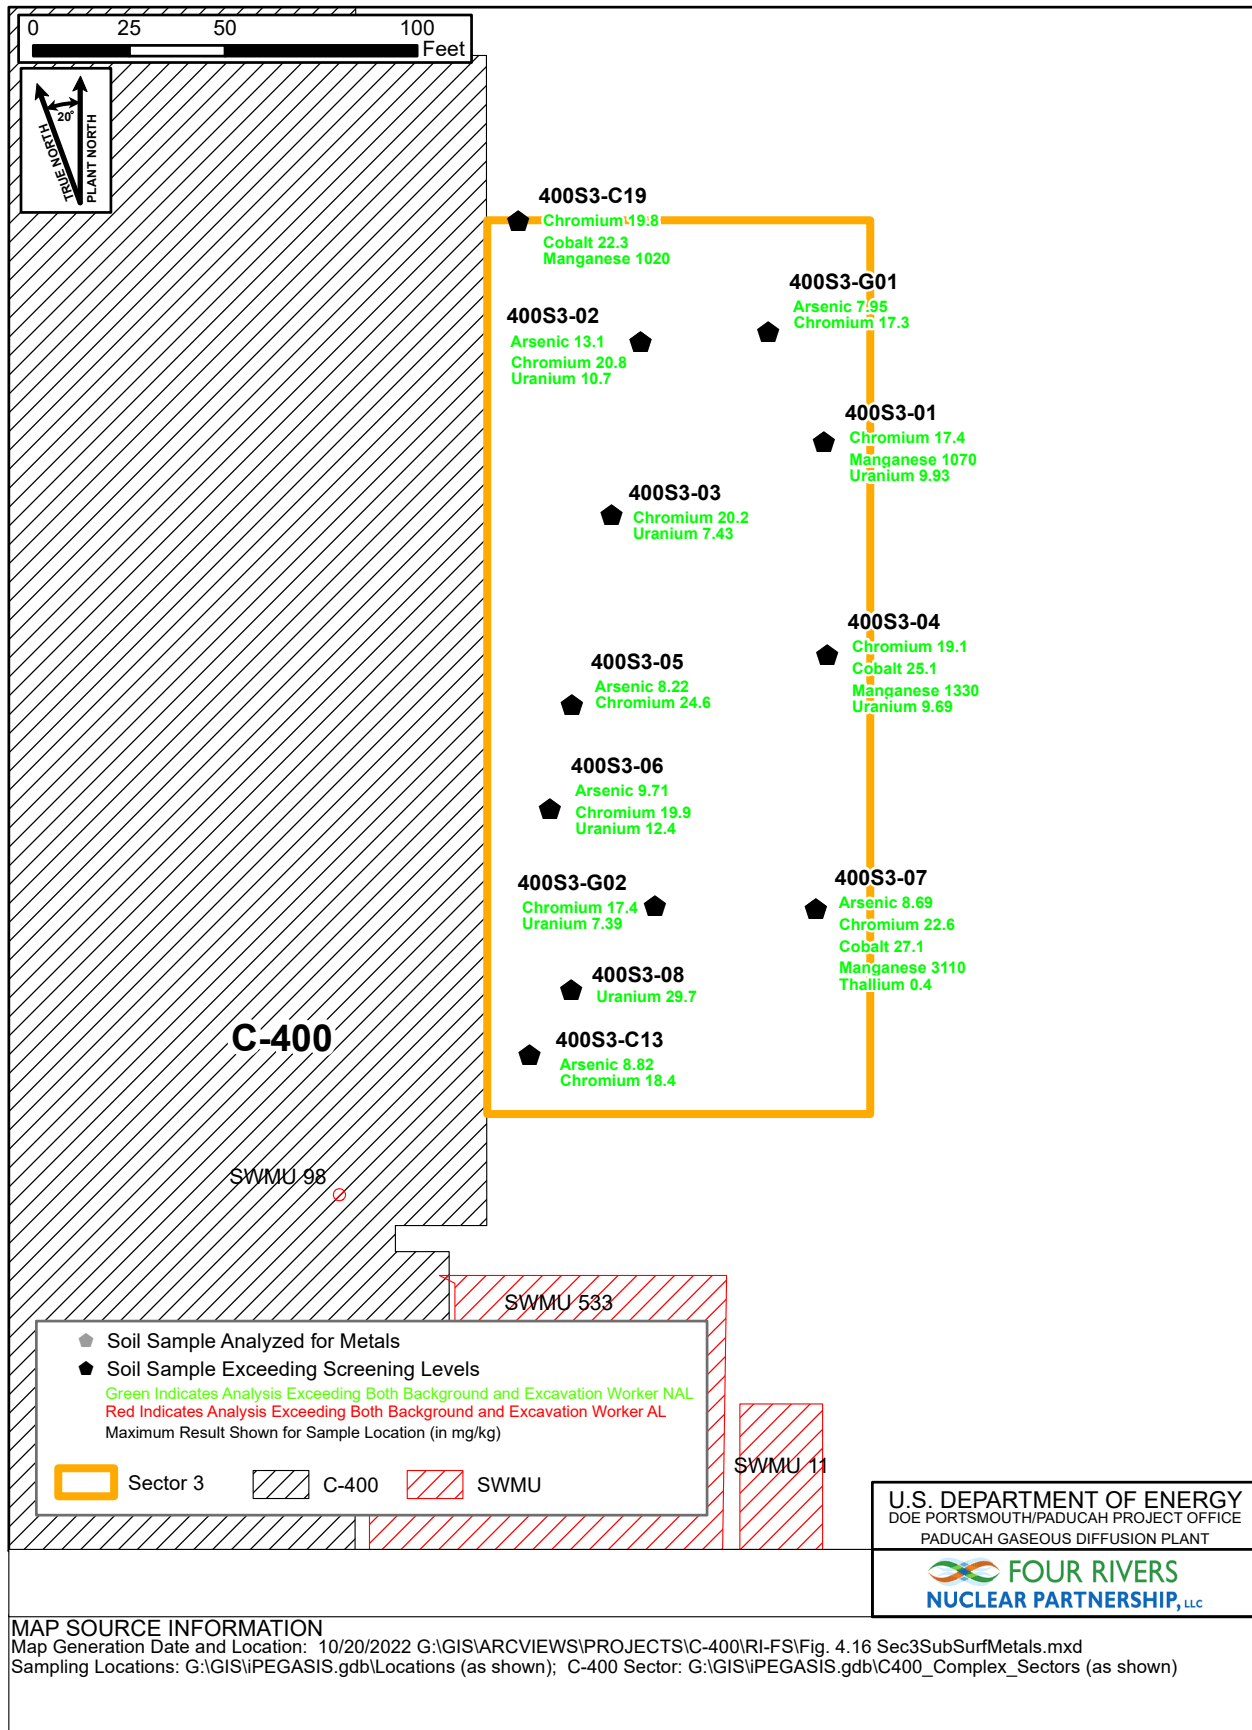 0 25 50 100
Feet
20°
TRUE NORTH
PLANT NORTH
400S3-C19
Chromium 19.8
Cobalt 22.3
Manganese 1020
400S3-G01
Arsenic 7.95
Chromium 17.3
400S3-02
Arsenic 13.1
Chromium 20.8
Uranium 10.7
400S3-01
Chromium 17.4
Manganese 1070
Uranium 9.93
400S3-03
Chromium 20.2
Uranium 7.43
400S3-04
Chromium 19.1
Cobalt 25.1
Manganese 1330
Uranium 9.69
400S3-05
Arsenic 8.22
Chromium 24.6
400S3-06
Arsenic 9.71
Chromium 19.9
Uranium 12.4
400S3-G02
Chromium 17.4
Uranium 7.39
400S3-07
Arsenic 8.69
Chromium 22.6
Cobalt 27.1
Manganese 3110
Thallium 0.4
400S3-08
Uranium 29.7
C-400
400S3-C13
Arsenic 8.82
Chromium 18.4
SWMU 98
SWMU 533
Soil Sample Analyzed for Metals
Soil Sample Exceeding Screening Levels
Green Indicates Analysis Exceeding Both Background and Excavation Worker NAL
Red Indicates Analysis Exceeding Both Background and Excavation Worker AL
Maximum Result Shown for Sample Location (in mg/kg)
Sector 3 C-400 SWMU
SWMU 11
U.S. DEPARTMENT OF ENERGY
DOE PORTSMOUTH/PADUCAH PROJECT OFFICE
PADUCAH GASEOUS DIFFUSION PLANT
FOUR RIVERS
NUCLEAR PARTNERSHIP, LLC
MAP SOURCE INFORMATION
Map Generation Date and Location: 10/20/2022 G:\GIS\ARCVIEWS\PROJECTS\C-400\RI-FS\Fig. 4.16 Sec3SubSurfMetals.mxd
Sampling Locations: G:\GIS\iPEGASIS.gdb\Locations (as shown); C-400 Sector: G:\GIS\iPEGASIS.gdb\C400_Complex_Sectors (as shown)